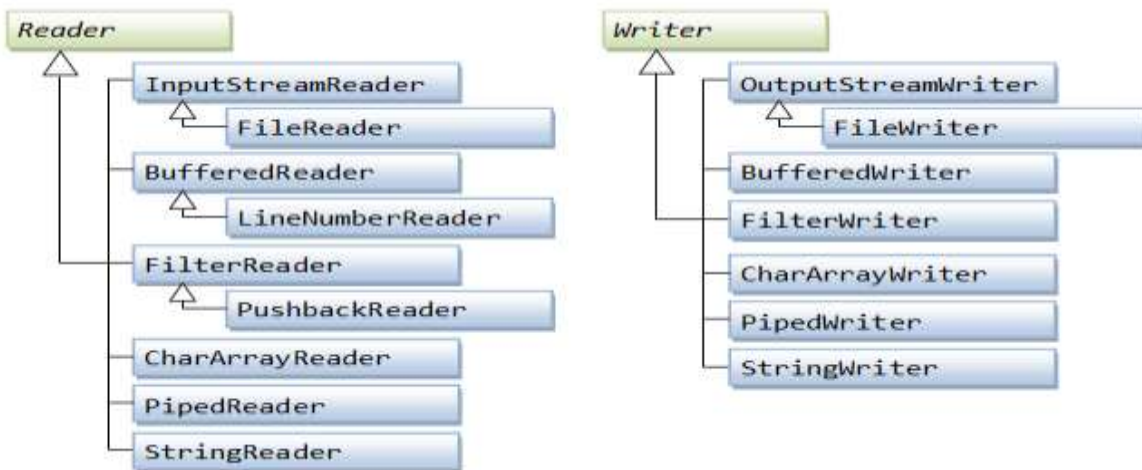 Reader
InputStreamReader
FileReader
BufferedReader
LineNumberReader
FilterReader
PushbackReader
CharArrayReader
PipedReader
StringReader
Writer
OutputStreamWriter
FileWriter
BufferedWriter
FilterWriter
CharArrayWriter
PipedWriter
StringWriter